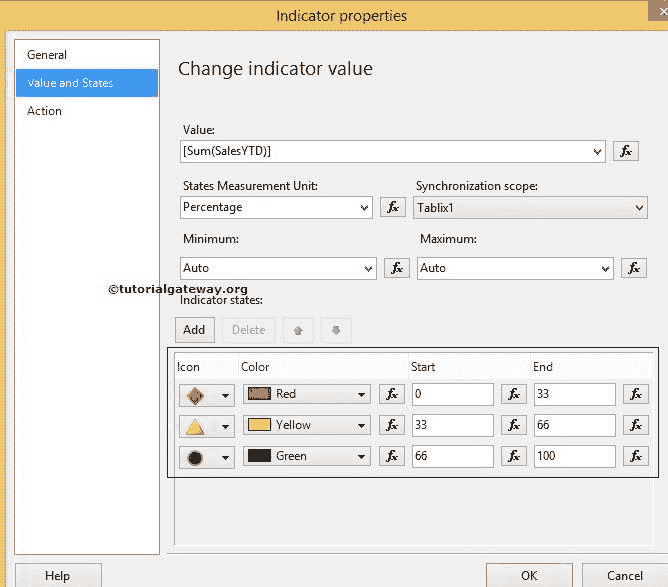 Indicator properties
General
Value and States
Action
Change indicator value
Value:
[Sum(SalesYTD)]
fx
States Measurement Unit:
Synchronization scope:
Percentage
fx
Tablix1
Minimum:
Maximum:
Auto
fx
Auto
fx
©tutorialgateway.org
Indicator states:
Add
Delete
Icon
Color
Start
End
Red
fx
0
fx
33
fx
Yellow
fx
33
fx
66
fx
Green
fx
66
fx
100
fx
Help
OK
Cancel